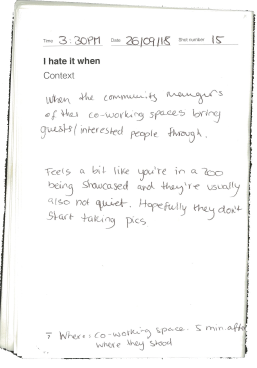 Time 3:30PM Date 26/09/18 Shot number 15
I hate it when
Context
When the community managers
of the co-working spaces bring
guests/interested people through.
Feels a bit like you're in a zoo
being showcased and they're usually
also not quiet. Hopefully they don't
start taking pics
Where: co-working space. 5 min after
where they stood